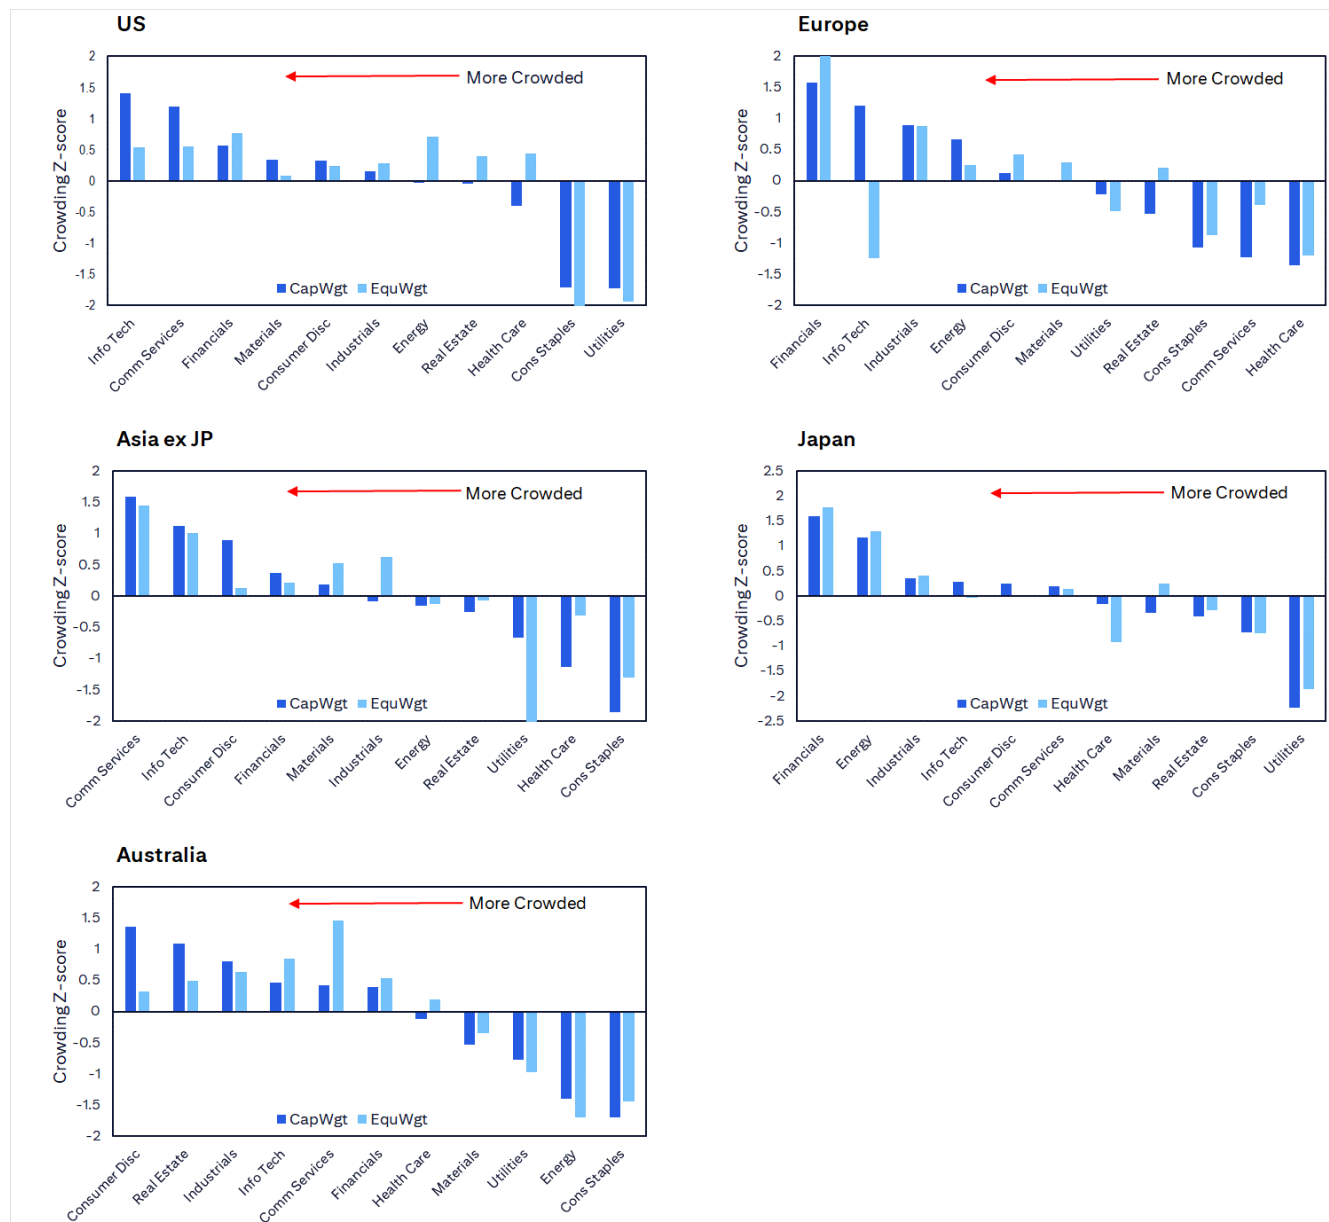 US
More Crowded
Crowding Z-score
2
1.5
1
0.5
0
-0.5
-1
-1.5
-2
CapWgt EquWgt
Info Tech
Comm Services
Financials
Materials
Consumer Disc
Industrials
Energy
Real Estate
Health Care
Cons Staples
Utilities
Europe
More Crowded
Crowding Z-score
2
1.5
1
0.5
0
-0.5
-1
-1.5
-2
CapWgt EquWgt
Financials
Info Tech
Industrials
Energy
Consumer Disc
Materials
Utilities
Real Estate
Cons Staples
Comm Services
Health Care
Asia ex JP
More Crowded
Crowding Z-score
2
1.5
1
0.5
0
-0.5
-1
-1.5
-2
CapWgt EquWgt
Comm Services
Info Tech
Consumer Disc
Financials
Materials
Industrials
Energy
Real Estate
Utilities
Health Care
Cons Staples
Japan
More Crowded
Crowding Z-score
2.5
2
1.5
1
0.5
0
-0.5
-1
-1.5
-2
-2.5
CapWgt EquWgt
Financials
Energy
Industrials
Info Tech
Consumer Disc
Comm Services
Health Care
Materials
Real Estate
Cons Staples
Utilities
Australia
More Crowded
Crowding Z-score
2
1.5
1
0.5
0
-0.5
-1
-1.5
-2
CapWgt EquWgt
Consumer Disc
Real Estate
Industrials
Info Tech
Comm Services
Financials
Health Care
Materials
Utilities
Energy
Cons Staples